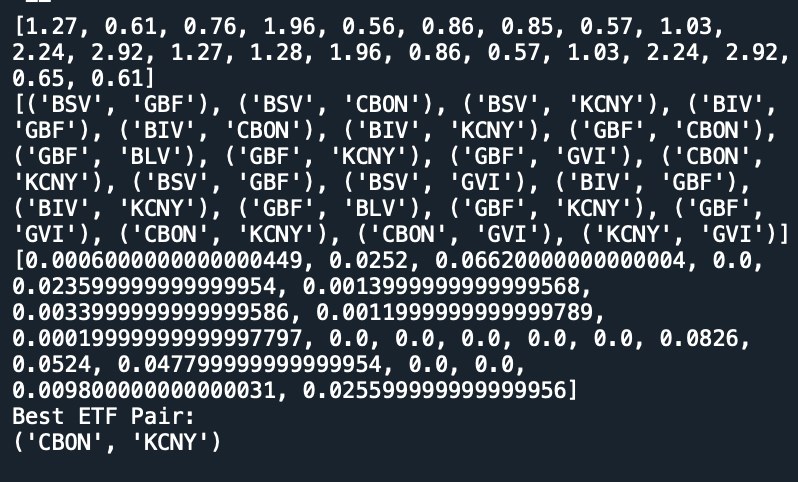 [1.27, 0.61, 0.76, 1.96, 0.56, 0.86, 0.85, 0.57, 1.03,
2.24, 2.92, 1.27, 1.28, 1.96, 0.86, 0.57, 1.03, 2.24, 2.92,
0.65, 0.61]
[('BSV', 'GBF'), ('BSV', 'CBON'), ('BSV', 'KCNY'), ('BIV',
'GBF'), ('BIV', 'CBON'), ('BIV', 'KCNY'), ('GBF', 'CBON'),
('GBF', 'BLV'), ('GBF', 'KCNY'), ('GBF', 'GVI'), ('CBON',
'KCNY'), ('BSV', 'GBF'), ('BSV', 'GVI'), ('BIV', 'GBF'),
('BIV', 'KCNY'), ('GBF', 'BLV'), ('GBF', 'KCNY'), ('GBF',
'GVI'), ('CBON', 'KCNY'), ('CBON', 'GVI'), ('KCNY', 'GVI')]
[0.0006000000000000449, 0.0252, 0.06620000000000004, 0.0,
0.023599999999999954, 0.0013999999999999568,
0.0033999999999999586, 0.0011999999999999789,
0.00019999999999997797, 0.0, 0.0, 0.0, 0.0, 0.0, 0.0826,
0.0524, 0.047799999999999954, 0.0, 0.0,
0.009800000000000031, 0.025599999999999956]
Best ETF Pair:
('CBON', 'KCNY')